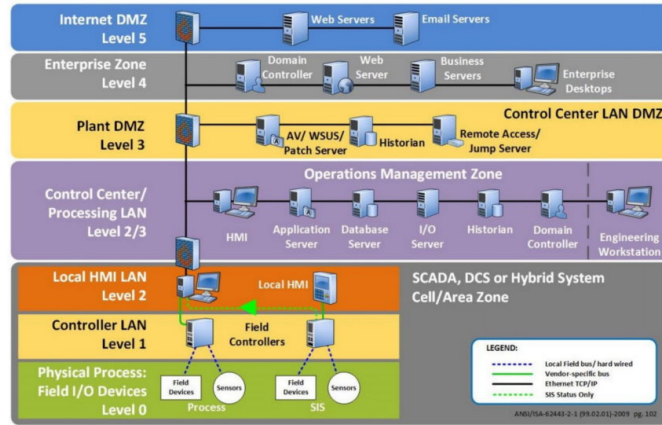 Internet DMZ
Level 5
Web Servers
Email Servers
Enterprise Zone
Level 4
Domain
Controller
Web
Server
Business
Servers
Enterprise
Desktops
Control Center LAN DMZ
Plant DMZ
Level 3
AV/ WSUS/
Patch Server
Historian
Remote Access/
Jump Server
Operations Management Zone
Control Center/
Processing LAN
Level 2/3
HMI
Application
Server
Database
Server
I/O
Server
Historian
Domain
Controller
Engineering
Workstation
Local HMI LAN
Level 2
Local HMI
SCADA, DCS or Hybrid System
Cell/Area Zone
Controller LAN
Level 1
Field
Controllers
Physical Process:
Field I/O Devices
Level 0
Field
Devices
Sensors
Process
Field
Devices
Sensors
SIS
LEGEND:
Local Field bus/ hard wired
Vendor-specific bus
Ethernet TCP/IP
SIS Status Only
ANSI/ISA-62443-2-1 (99.02.01)-2009 pg. 102